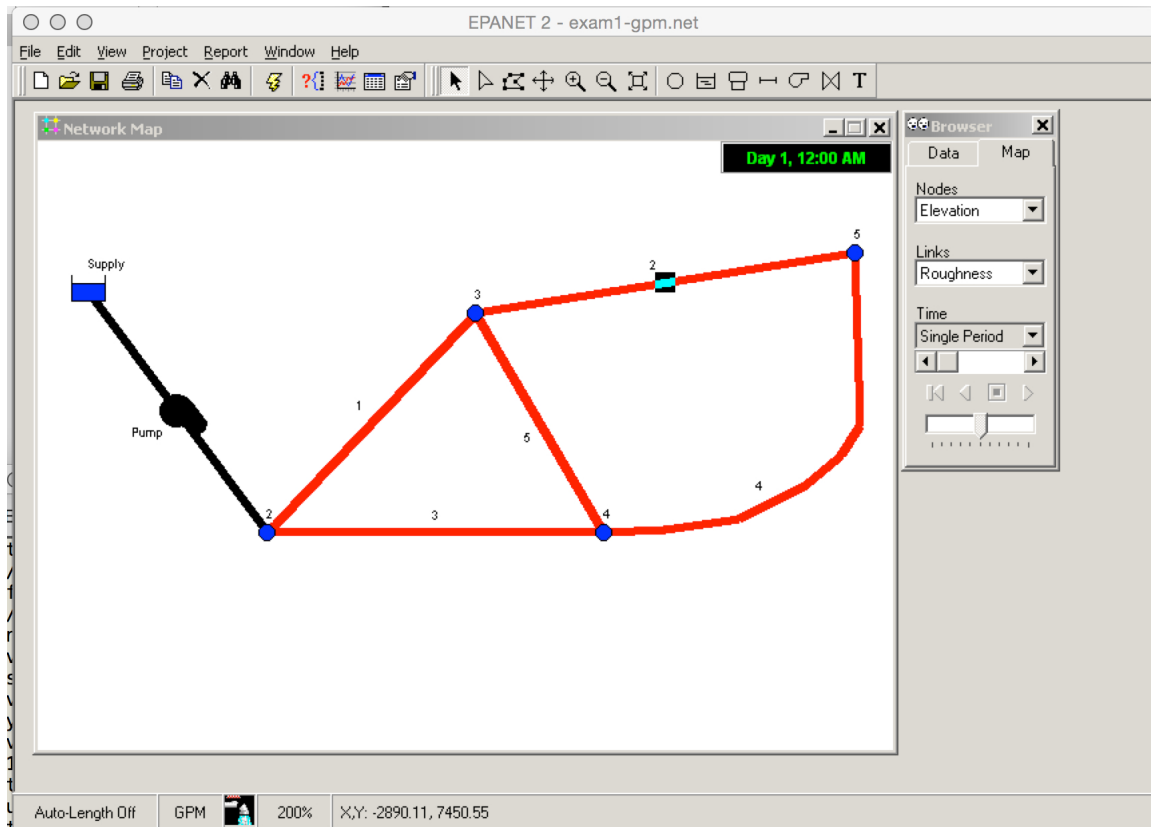 EPANET 2 - exam1-gpm.net
File Edit View Project Report Window Help
?{} T
Network Map
Day 1, 12:00 AM
Browser
Data Map
Nodes
Elevation
Links
Roughness
Time
Single Period
Supply
Pump
1
2
3
5
2
3
4
5
4
Auto-Length Off GPM 200% X,Y: -2890.11, 7450.55